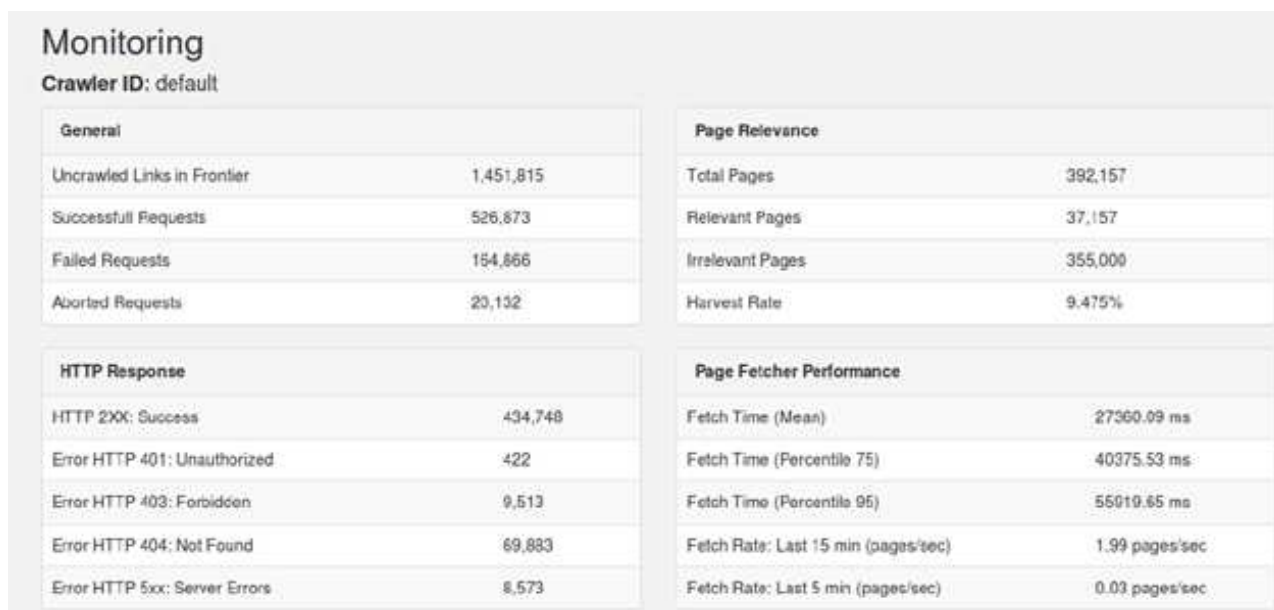 Monitoring
Crawler ID: default
General
Uncrawled Links in Frontier 1,451,815
Successfull Requests 526,873
Failed Requests
Aborted Requests 20,132
Page Relevance
Total Pages 392,157
Relevant Pages 37,157
Irrelevant Pages 355,000
Harvest Rate 9.475%
HTTP Response
HTTP 2XX: Success 434,748
Error HTTP 401: Unauthorized 422
Error HTTP 403: Forbidden 9,513
Error HTTP 404: Not Found 69,883
Error HTTP 5xx: Server Errors
Page Fetcher Performance
Fetch Time (Mean) 27360.09 ms
Fetch Time (Percentile 75) 40375.53 ms
Fetch Time (Percentile 95) 55919.65 ms
Fetch Rate: Last 15 min (pages/sec) 1.99 pages/sec
Fetch Rate: Last 5 min (pages/sec) 0.03 pages/sec